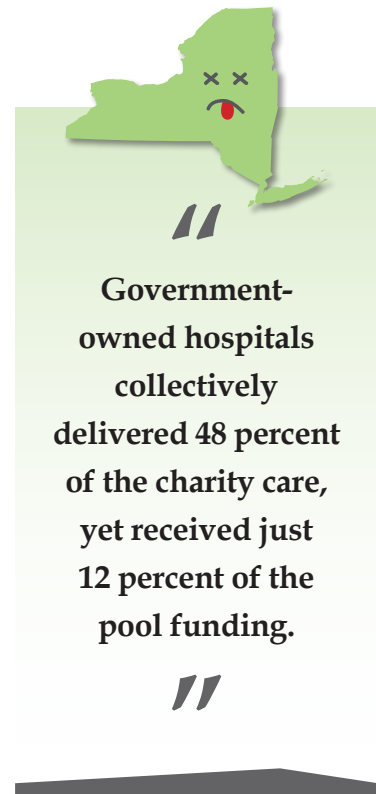 “
Government-
owned hospitals
collectively
delivered 48 percent
of the charity care,
yet received just
12 percent of the
pool funding.
”